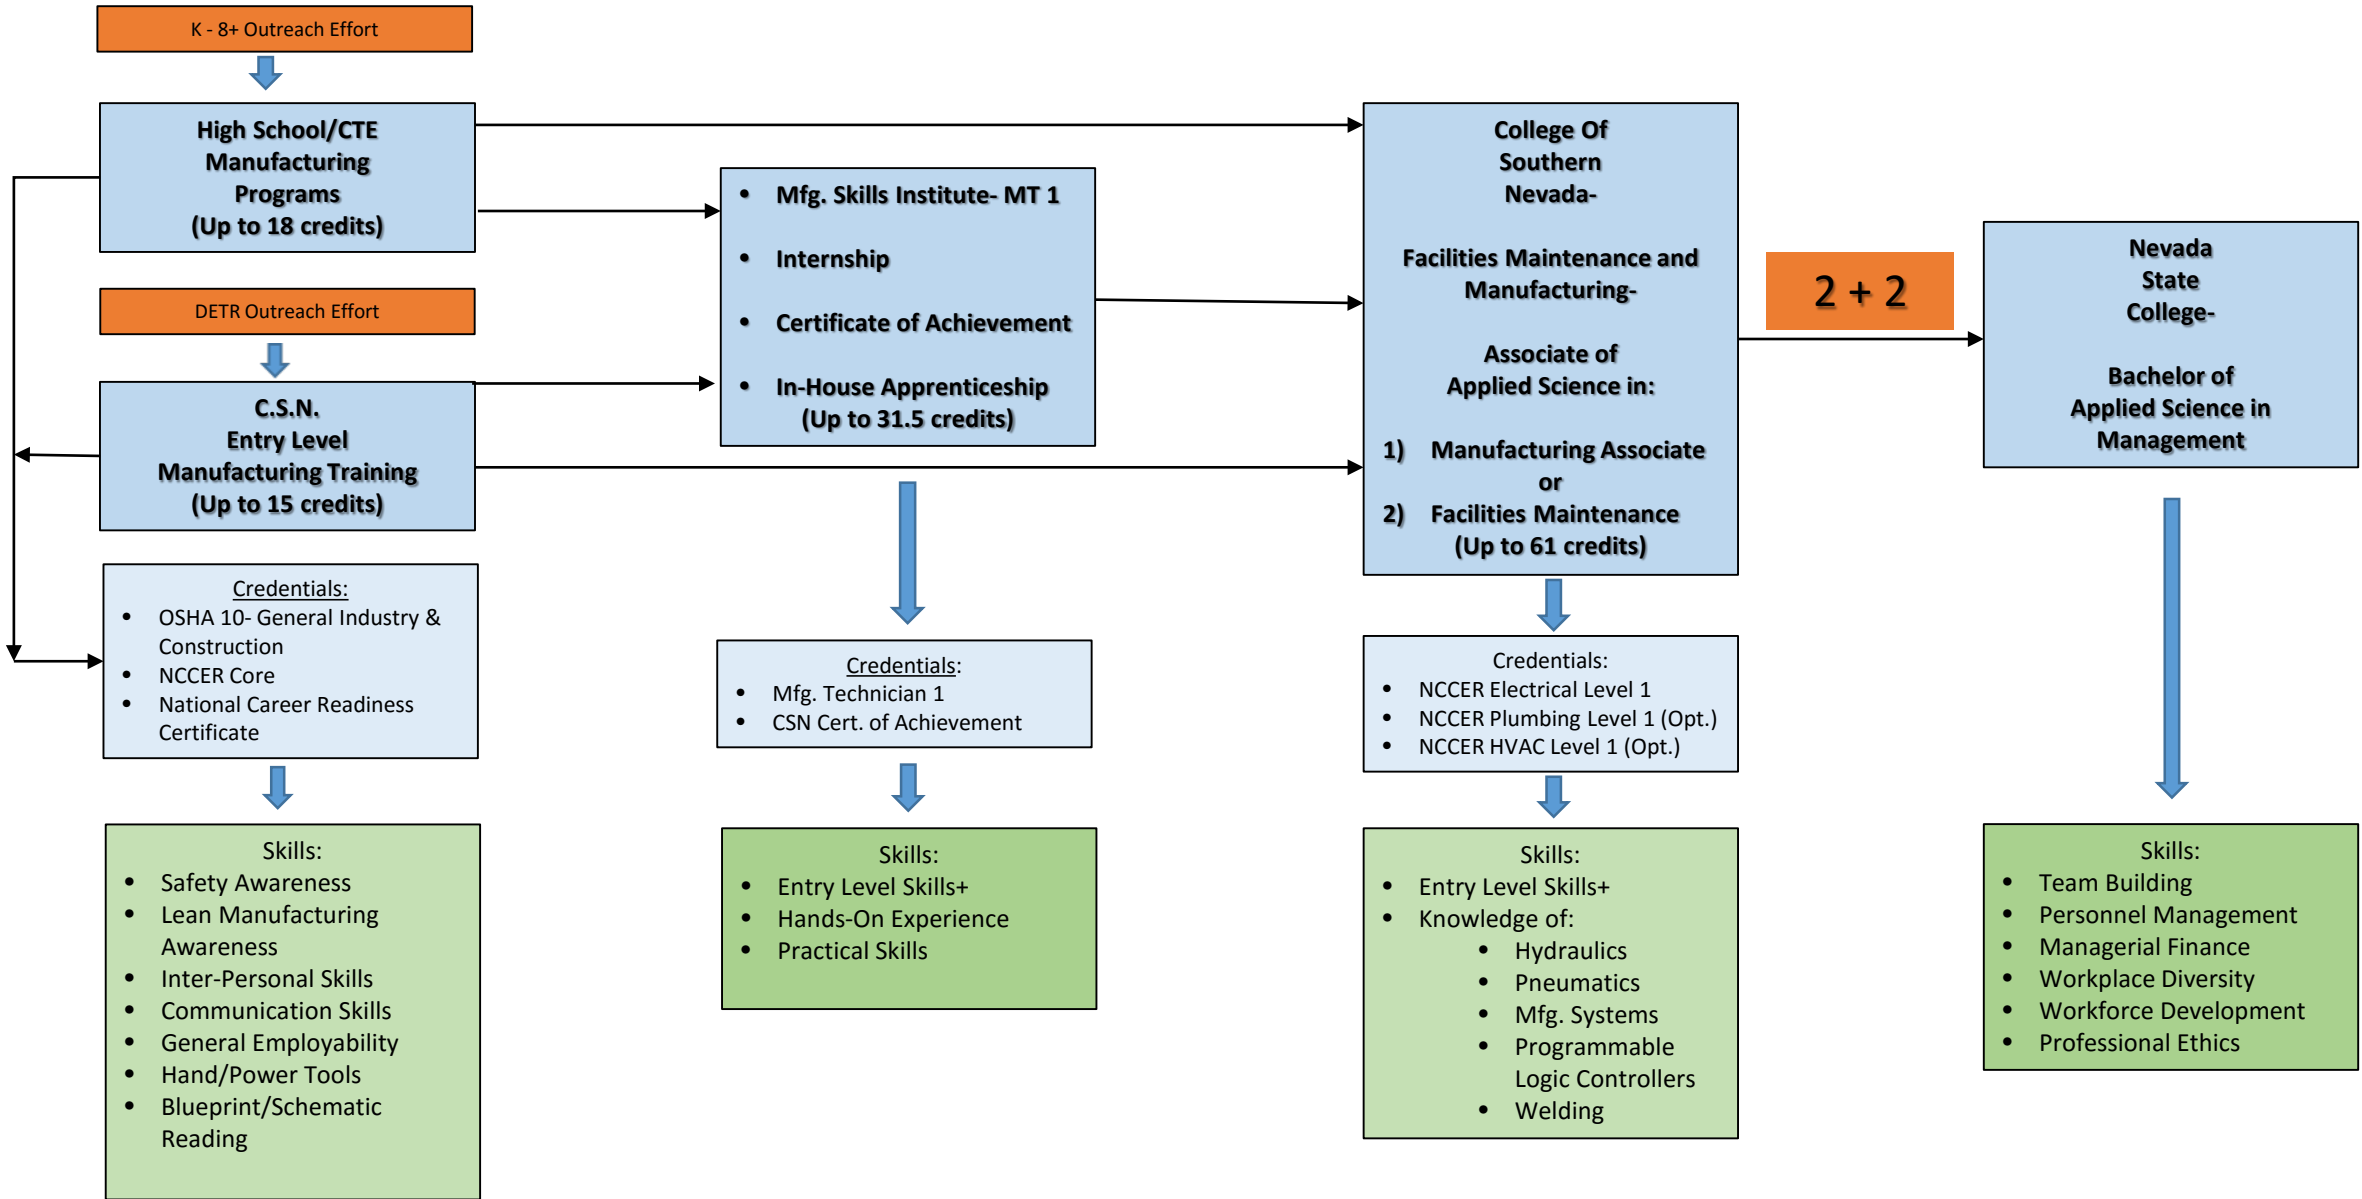 K - 8+ Outreach Effort
High School/CTE
Manufacturing
Programs
(Up to 18 credits)
DETR Outreach Effort
C.S.N.
Entry Level
Manufacturing Training
(Up to 15 credits)
Credentials:
• OSHA 10- General Industry &
Construction
• NCCER Core
• National Career Readiness
Certificate
Skills:
• Safety Awareness
• Lean Manufacturing
Awareness
• Inter-Personal Skills
• Communication Skills
• General Employability
• Hand/Power Tools
• Blueprint/Schematic
Reading
• Mfg. Skills Institute- MT 1
• Internship
• Certificate of Achievement
• In-House Apprenticeship
(Up to 31.5 credits)
Credentials:
• Mfg. Technician 1
• CSN Cert. of Achievement
Skills:
• Entry Level Skills+
• Hands-On Experience
• Practical Skills
College Of
Southern
Nevada-
Facilities Maintenance and
Manufacturing-
Associate of
Applied Science in:
1) Manufacturing Associate
or
2) Facilities Maintenance
(Up to 61 credits)
Credentials:
• NCCER Electrical Level 1
• NCCER Plumbing Level 1 (Opt.)
• NCCER HVAC Level 1 (Opt.)
Skills:
• Entry Level Skills+
• Knowledge of:
• Hydraulics
• Pneumatics
• Mfg. Systems
• Programmable
Logic Controllers
• Welding
2 + 2
Nevada
State
College-
Bachelor of
Applied Science in
Management
Skills:
• Team Building
• Personnel Management
• Managerial Finance
• Workplace Diversity
• Workforce Development
• Professional Ethics